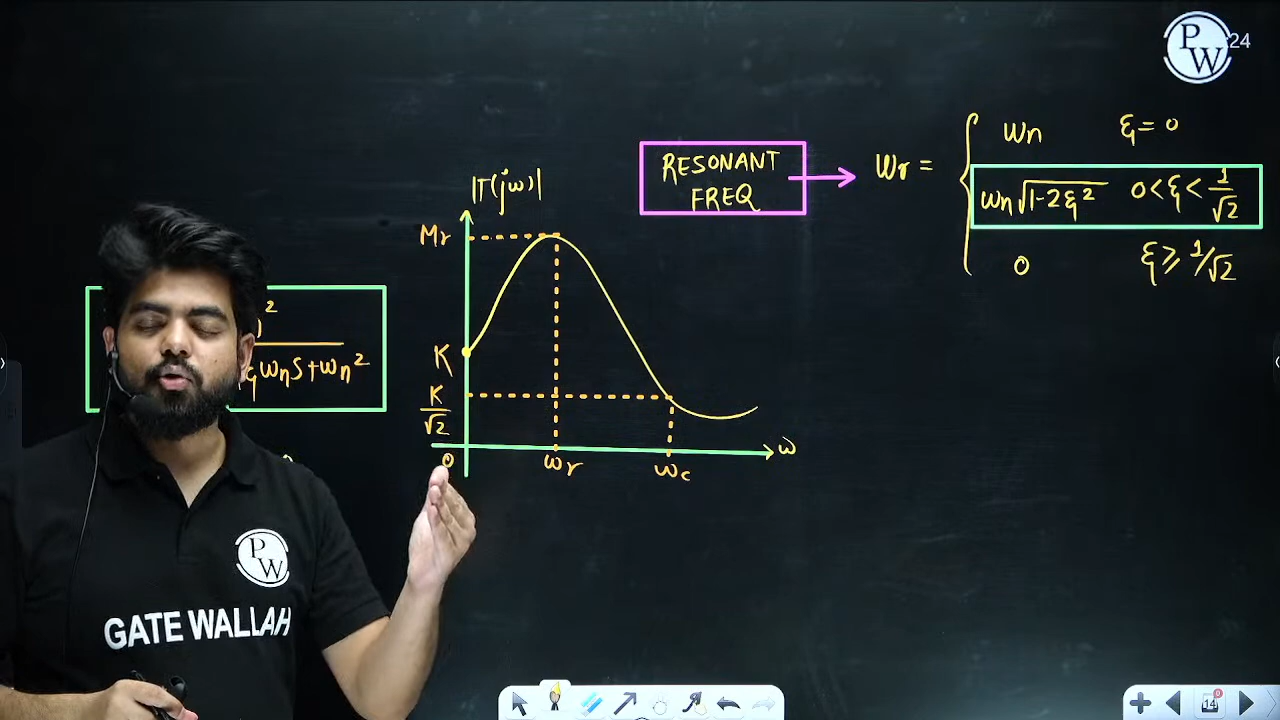 PW 24
RESONANT
FREQ
ωr =
ωn ξ = 0
ωn√1-2ξ² 0 < ξ < 1/√2
0 ξ ≥ 1/√2
|T(jω)|
Mr
K
K/√2
0
ωr
ωc
ω
2
ξωnS+ωn²
PW
GATE WALLAH
14